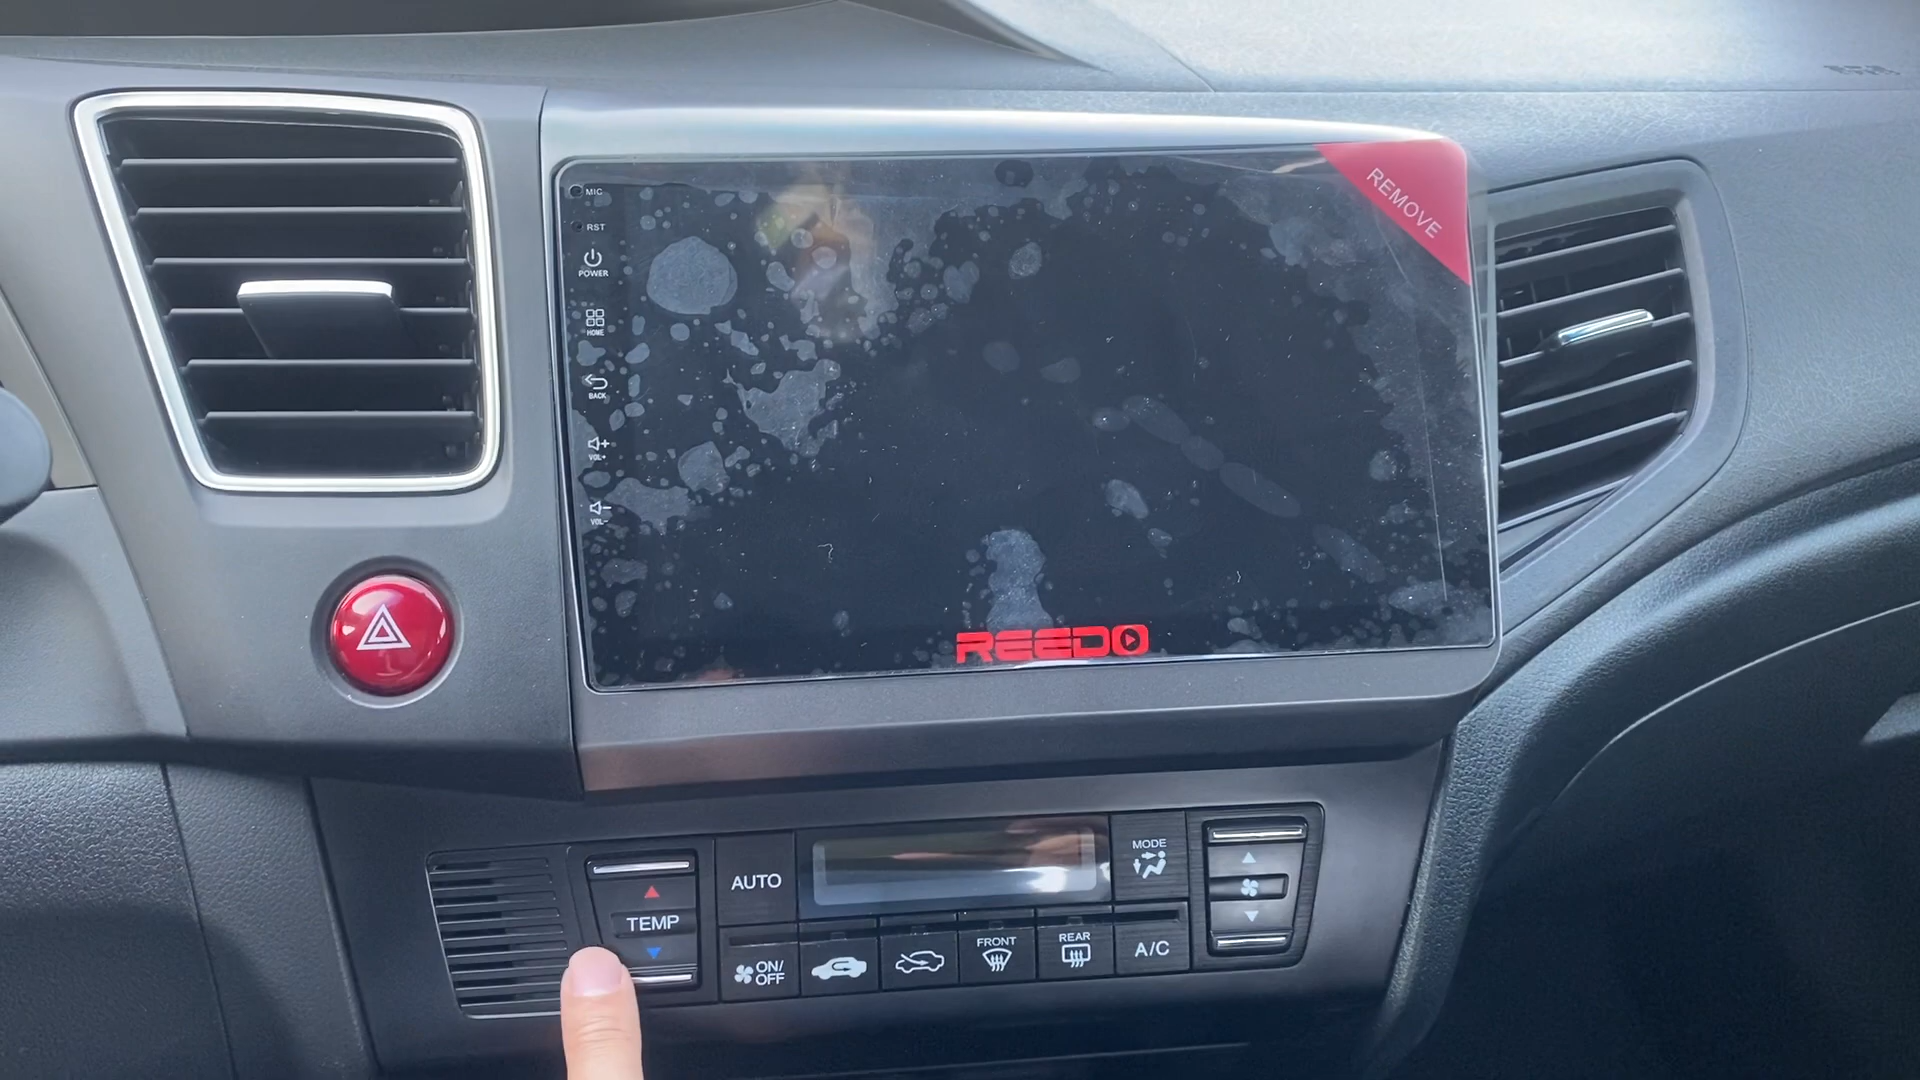 MIC
RST
POWER
HOME
BACK
VOL+
VOL-
REMOVE
REEDO
TEMP
AUTO
MODE
ON/
OFF
FRONT
REAR
A/C